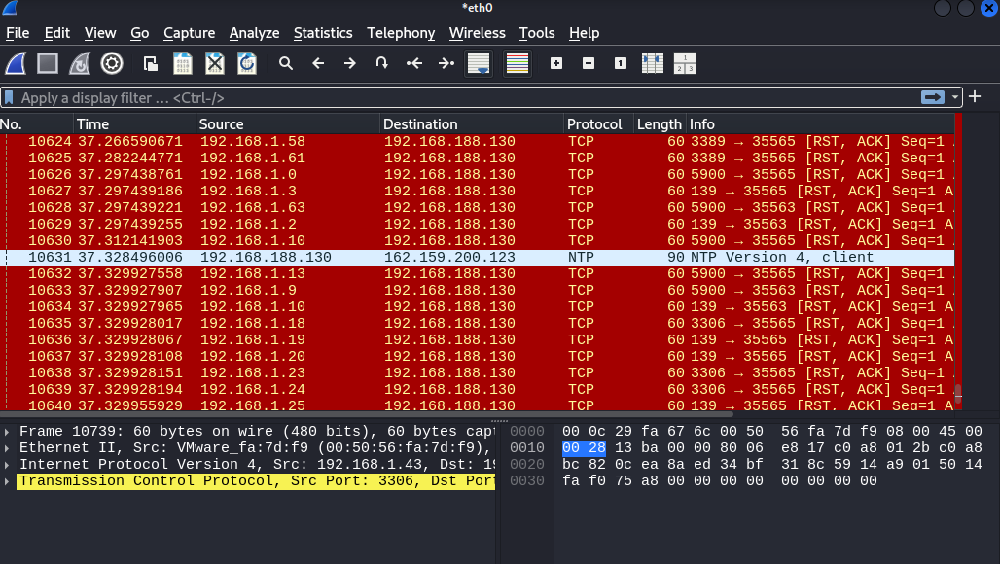 *eth0
File Edit View Go Capture Analyze Statistics Telephony Wireless Tools Help
Apply a display filter ... <Ctrl-/>
No. Time Source Destination Protocol Length Info
10624 37.266590671 192.168.1.58 192.168.188.130 TCP 60 3389 → 35565 [RST, ACK] Seq=1
10625 37.282244771 192.168.1.61 192.168.188.130 TCP 60 3389 → 35565 [RST, ACK] Seq=1
10626 37.297438761 192.168.1.0 192.168.188.130 TCP 60 5900 → 35565 [RST, ACK] Seq=1
10627 37.297439186 192.168.1.3 192.168.188.130 TCP 60 139 → 35565 [RST, ACK] Seq=1 A
10628 37.297439221 192.168.1.63 192.168.188.130 TCP 60 5900 → 35563 [RST, ACK] Seq=1
10629 37.297439255 192.168.1.2 192.168.188.130 TCP 60 139 → 35563 [RST, ACK] Seq=1 A
10630 37.312141903 192.168.1.10 192.168.188.130 TCP 60 5900 → 35565 [RST, ACK] Seq=1
10631 37.328496006 192.168.188.130 162.159.200.123 NTP 90 NTP Version 4, client
10632 37.329927558 192.168.1.13 192.168.188.130 TCP 60 5900 → 35565 [RST, ACK] Seq=1
10633 37.329927907 192.168.1.9 192.168.188.130 TCP 60 5900 → 35563 [RST, ACK] Seq=1
10634 37.329927965 192.168.1.10 192.168.188.130 TCP 60 139 → 35563 [RST, ACK] Seq=1 A
10635 37.329928017 192.168.1.18 192.168.188.130 TCP 60 3306 → 35565 [RST, ACK] Seq=1
10636 37.329928067 192.168.1.19 192.168.188.130 TCP 60 139 → 35565 [RST, ACK] Seq=1 A
10637 37.329928108 192.168.1.20 192.168.188.130 TCP 60 139 → 35565 [RST, ACK] Seq=1 A
10638 37.329928151 192.168.1.23 192.168.188.130 TCP 60 3306 → 35565 [RST, ACK] Seq=1
10639 37.329928194 192.168.1.24 192.168.188.130 TCP 60 3306 → 35565 [RST, ACK] Seq=1
10640 37.329955929 192.168.1.25 192.168.188.130 TCP 60 139 → 35565 [RST, ACK] Seq=1 A
Frame 10739: 60 bytes on wire (480 bits), 60 bytes capt
Ethernet II, Src: VMware_fa:7d:f9 (00:50:56:fa:7d:f9),
Internet Protocol Version 4, Src: 192.168.1.43, Dst: 19
Transmission Control Protocol, Src Port: 3306, Dst Port
0000 00 0c 29 fa 67 6c 00 50 56 fa 7d f9 08 00 45 00
0010 00 28 13 ba 00 00 80 06 e8 17 c0 a8 01 2b c0 a8
0020 bc 82 0c ea 8a ed 34 bf 31 8c 59 14 a9 01 50 14
0030 fa f0 75 a8 00 00 00 00 00 00 00 00